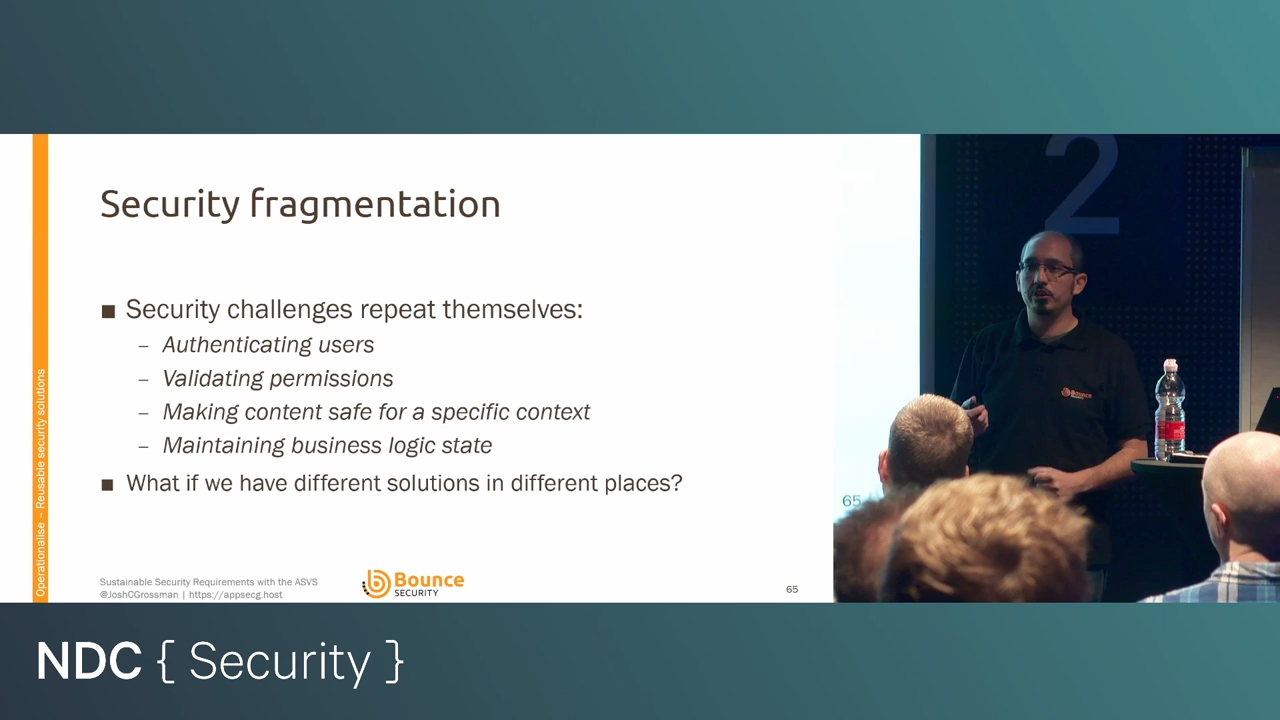 Security fragmentation
■ Security challenges repeat themselves:
– Authenticating users
– Validating permissions
– Making content safe for a specific context
– Maintaining business logic state
■ What if we have different solutions in different places?
Operationalise – Reusable security solutions
Sustainable Security Requirements with the ASVS
@JoshCGrossman | https://appsecg.host
Bounce
SECURITY
65
2
Bounce
65
NDC { Security }